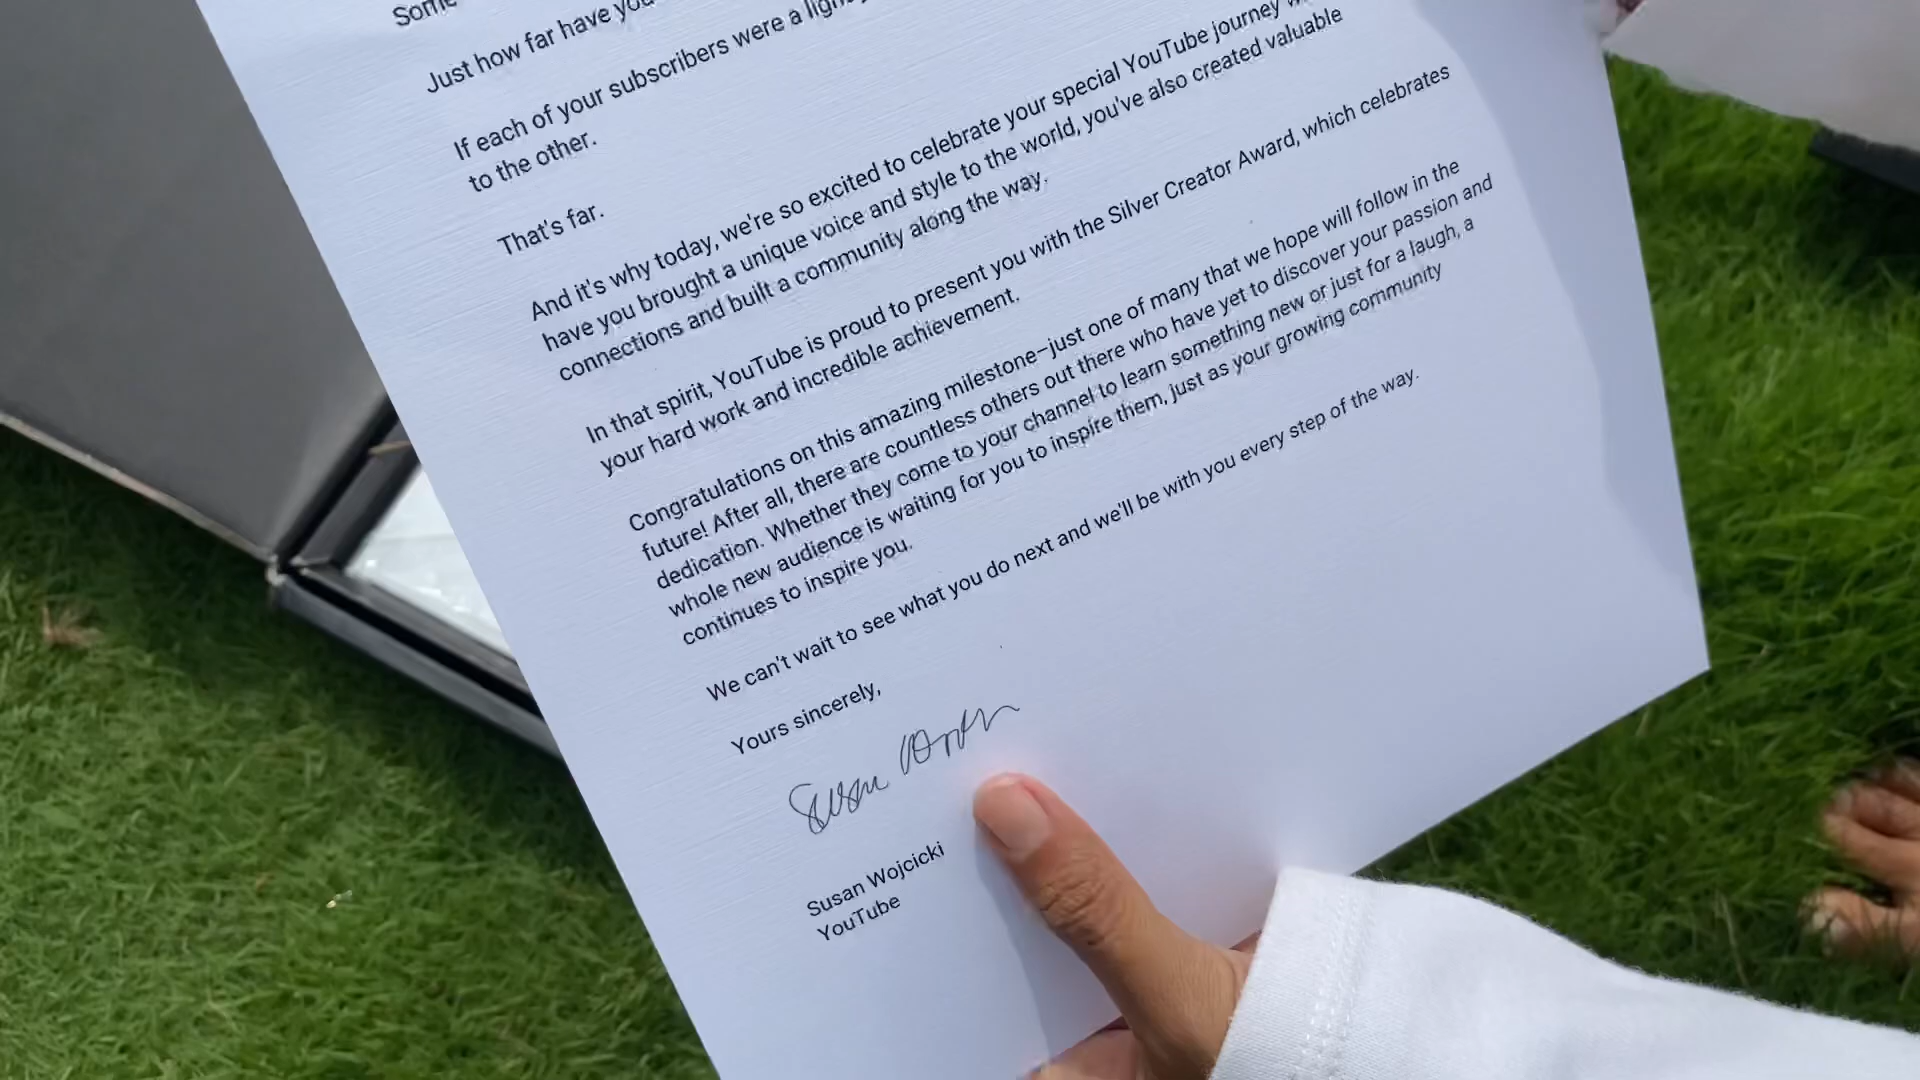 Some
Just how far have you
If each of your subscribers were a light
to the other.
That's far.
And it's why today, we're so excited to celebrate your special YouTube journey
have you brought a unique voice and style to the world, you've also created valuable
connections and built a community along the way.
In that spirit, YouTube is proud to present you with the Silver Creator Award, which celebrates
your hard work and incredible achievement.
Congratulations on this amazing milestone–just one of many that we hope will follow in the
future! After all, there are countless others out there who have yet to discover your passion and
dedication. Whether they come to your channel to learn something new or just for a laugh, a
whole new audience is waiting for you to inspire them, just as your growing community
continues to inspire you.
We can't wait to see what you do next and we'll be with you every step of the way.
Yours sincerely,
Susan
Susan Wojcicki
YouTube